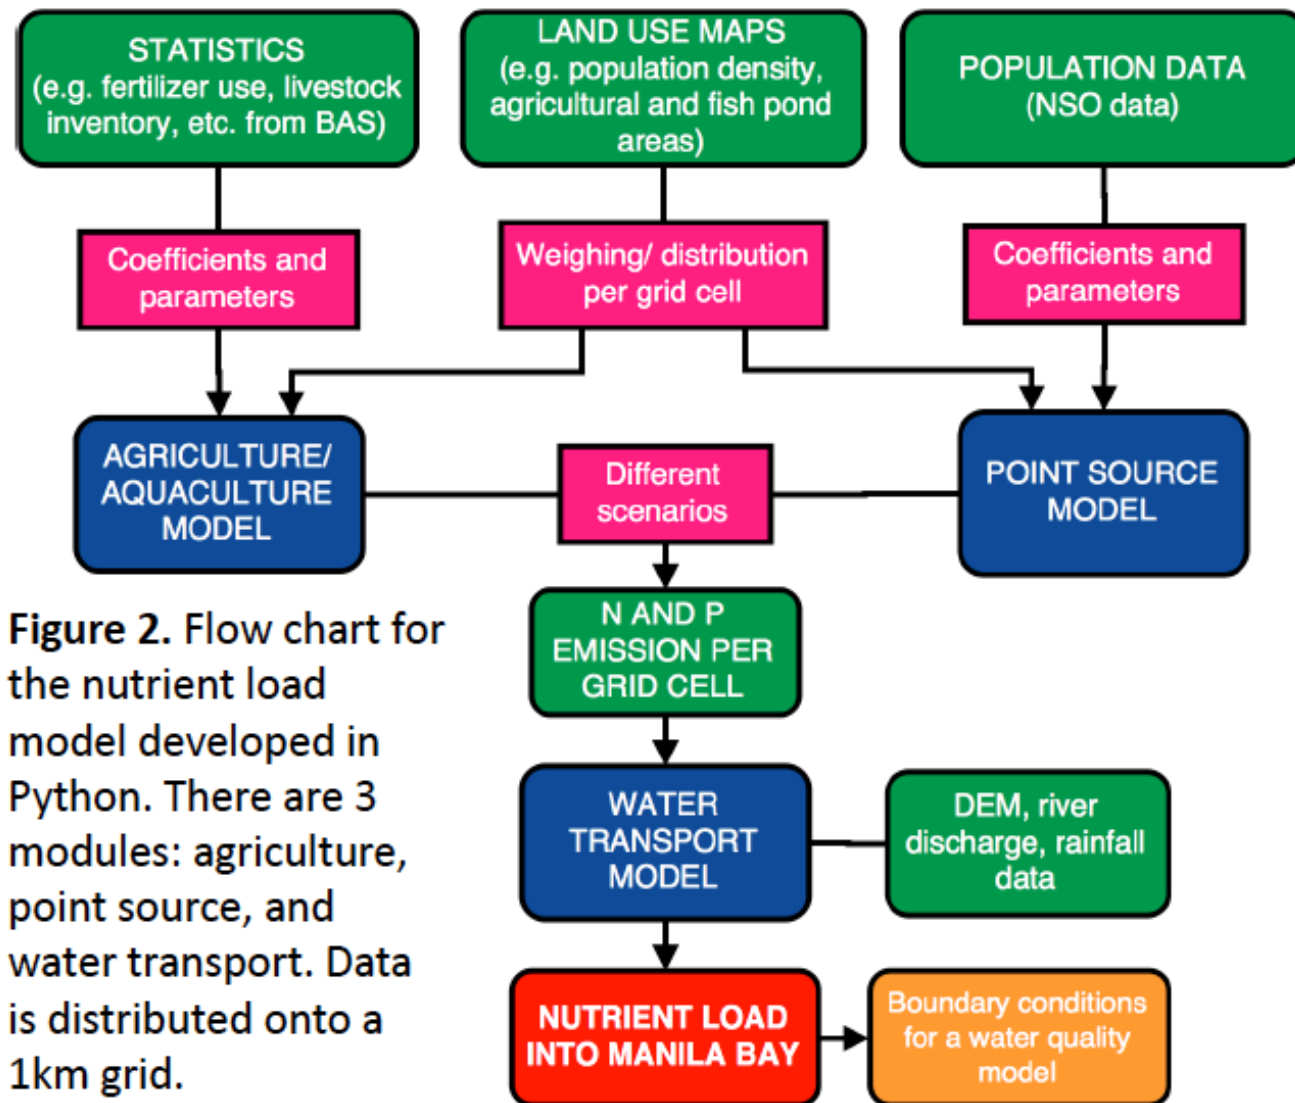 STATISTICS
(e.g. fertilizer use, livestock
inventory, etc. from BAS)
LAND USE MAPS
(e.g. population density,
agricultural and fish pond
areas)
POPULATION DATA
(NSO data)
Coefficients and
parameters
Weighing/ distribution
per grid cell
Coefficients and
parameters
AGRICULTURE/
AQUACULTURE
MODEL
Different
scenarios
POINT SOURCE
MODEL
N AND P
EMISSION PER
GRID CELL
WATER
TRANSPORT
MODEL
DEM, river
discharge, rainfall
data
NUTRIENT LOAD
INTO MANILA BAY
Boundary conditions
for a water quality
model
Figure 2. Flow chart for
the nutrient load
model developed in
Python. There are 3
modules: agriculture,
point source, and
water transport. Data
is distributed onto a
1km grid.